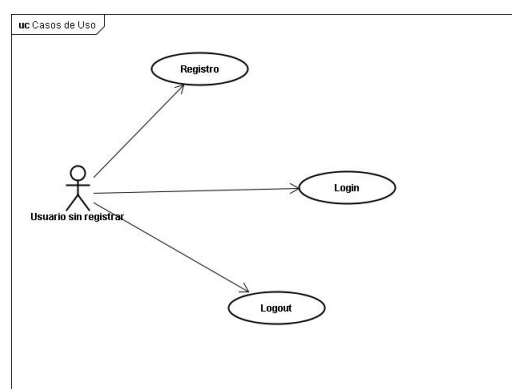 uc Casos de Uso
Registro
Login
Usuario sin registrar
Logout